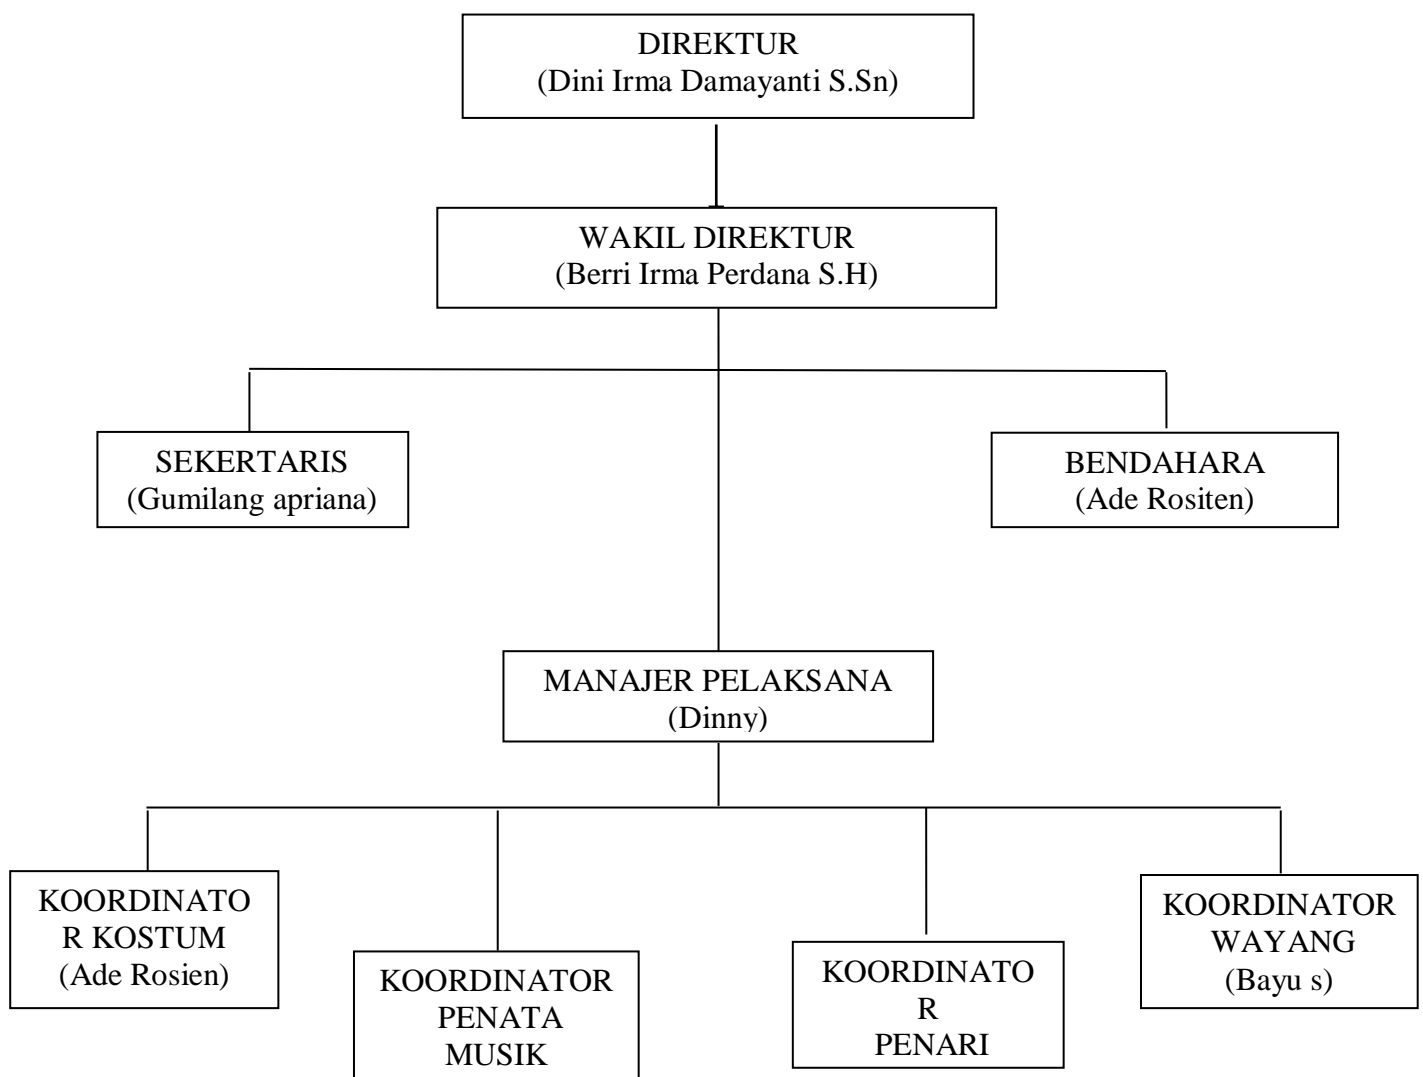 DIREKTUR
(Dini Irma Damayanti S.Sn)
WAKIL DIREKTUR
(Berri Irma Perdana S.H)
SEKERTARIS
(Gumilang apriana)
BENDAHARA
(Ade Rositen)
MANAJER PELAKSANA
(Dinny)
KOORDINATO
R KOSTUM
(Ade Rosien)
KOORDINATOR
PENATA
MUSIK
KOORDINATO
R
PENARI
KOORDINATOR
WAYANG
(Bayu s)